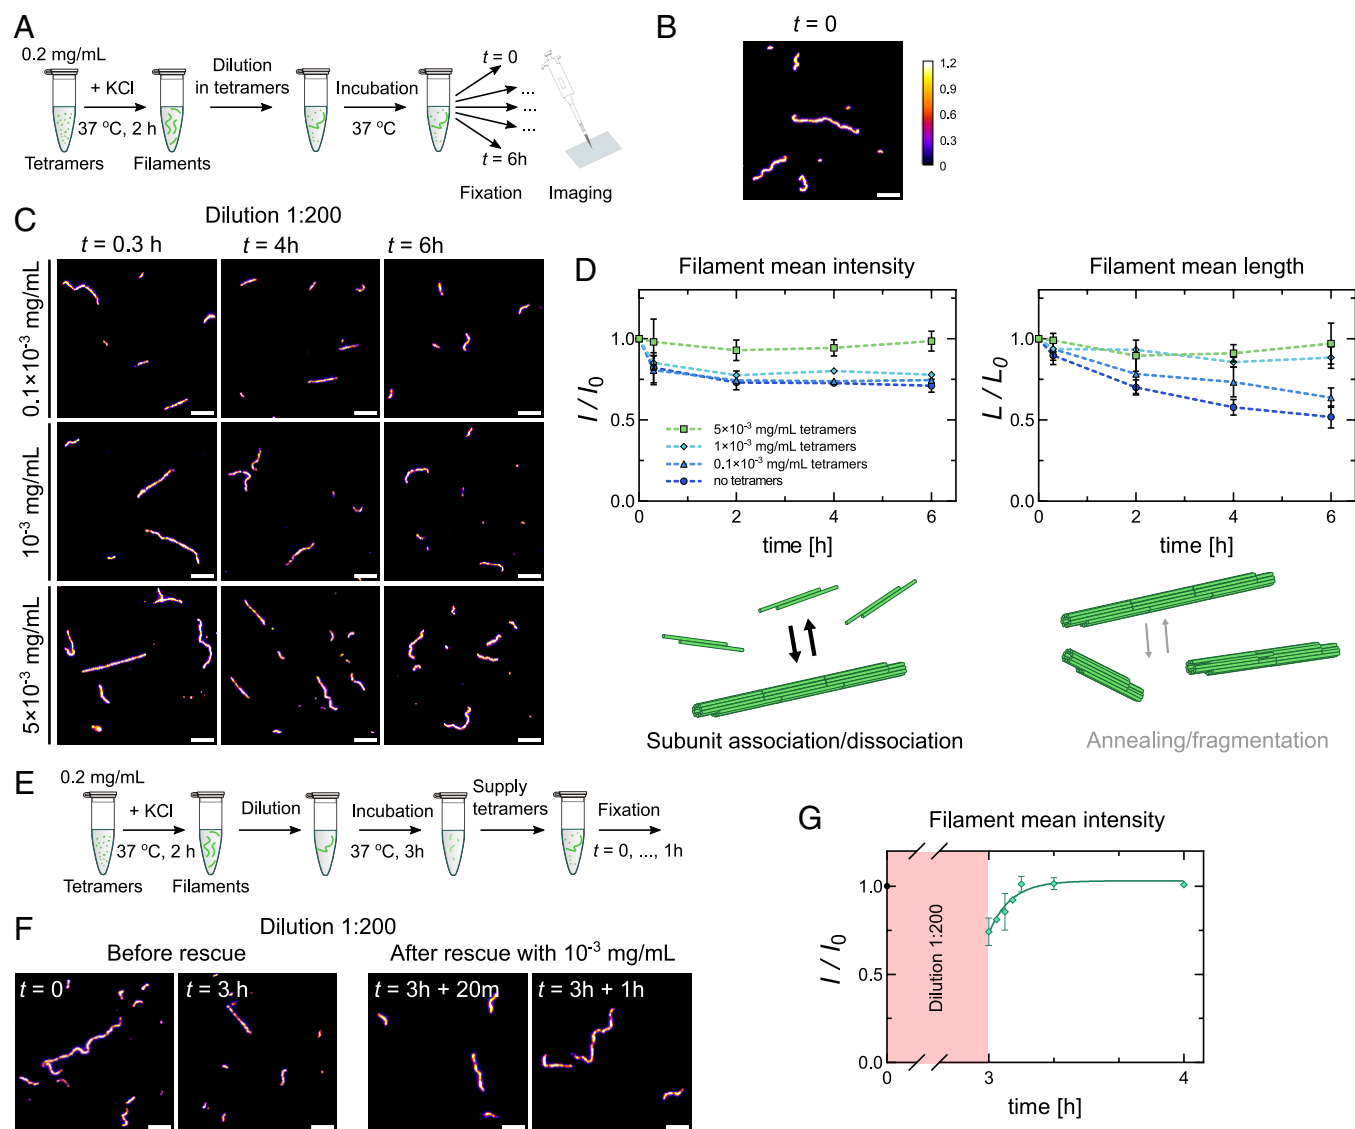 A
0.2 mg/mL
+ KCl
37 °C, 2 h
Tetramers
Filaments
Dilution
in tetramers
Incubation
37 °C
t = 0
...
...
...
t = 6h
Fixation
Imaging
B
t = 0
1.2
0.9
0.6
0.3
0
C
Dilution 1:200
t = 0.3 h
t = 4h
t = 6h
0.1×10⁻³ mg/mL
10⁻³ mg/mL
5×10⁻³ mg/mL
D
Filament mean intensity
I / I₀
1.0
0.5
0.0
5×10⁻³ mg/mL tetramers
1×10⁻³ mg/mL tetramers
0.1×10⁻³ mg/mL tetramers
no tetramers
0 2 4 6
time [h]
Filament mean length
L / L₀
1.0
0.5
0.0
0 2 4 6
time [h]
Subunit association/dissociation
Annealing/fragmentation
E
0.2 mg/mL
+ KCl
37 °C, 2 h
Tetramers
Filaments
Dilution
Incubation
37 °C, 3h
Supply
tetramers
Fixation
t = 0, ..., 1h
F
Dilution 1:200
Before rescue
After rescue with 10⁻³ mg/mL
t = 0
t = 3 h
t = 3h + 20m
t = 3h + 1h
G
Filament mean intensity
I / I₀
1.0
0.5
0.0
Dilution 1:200
0 3 4
time [h]